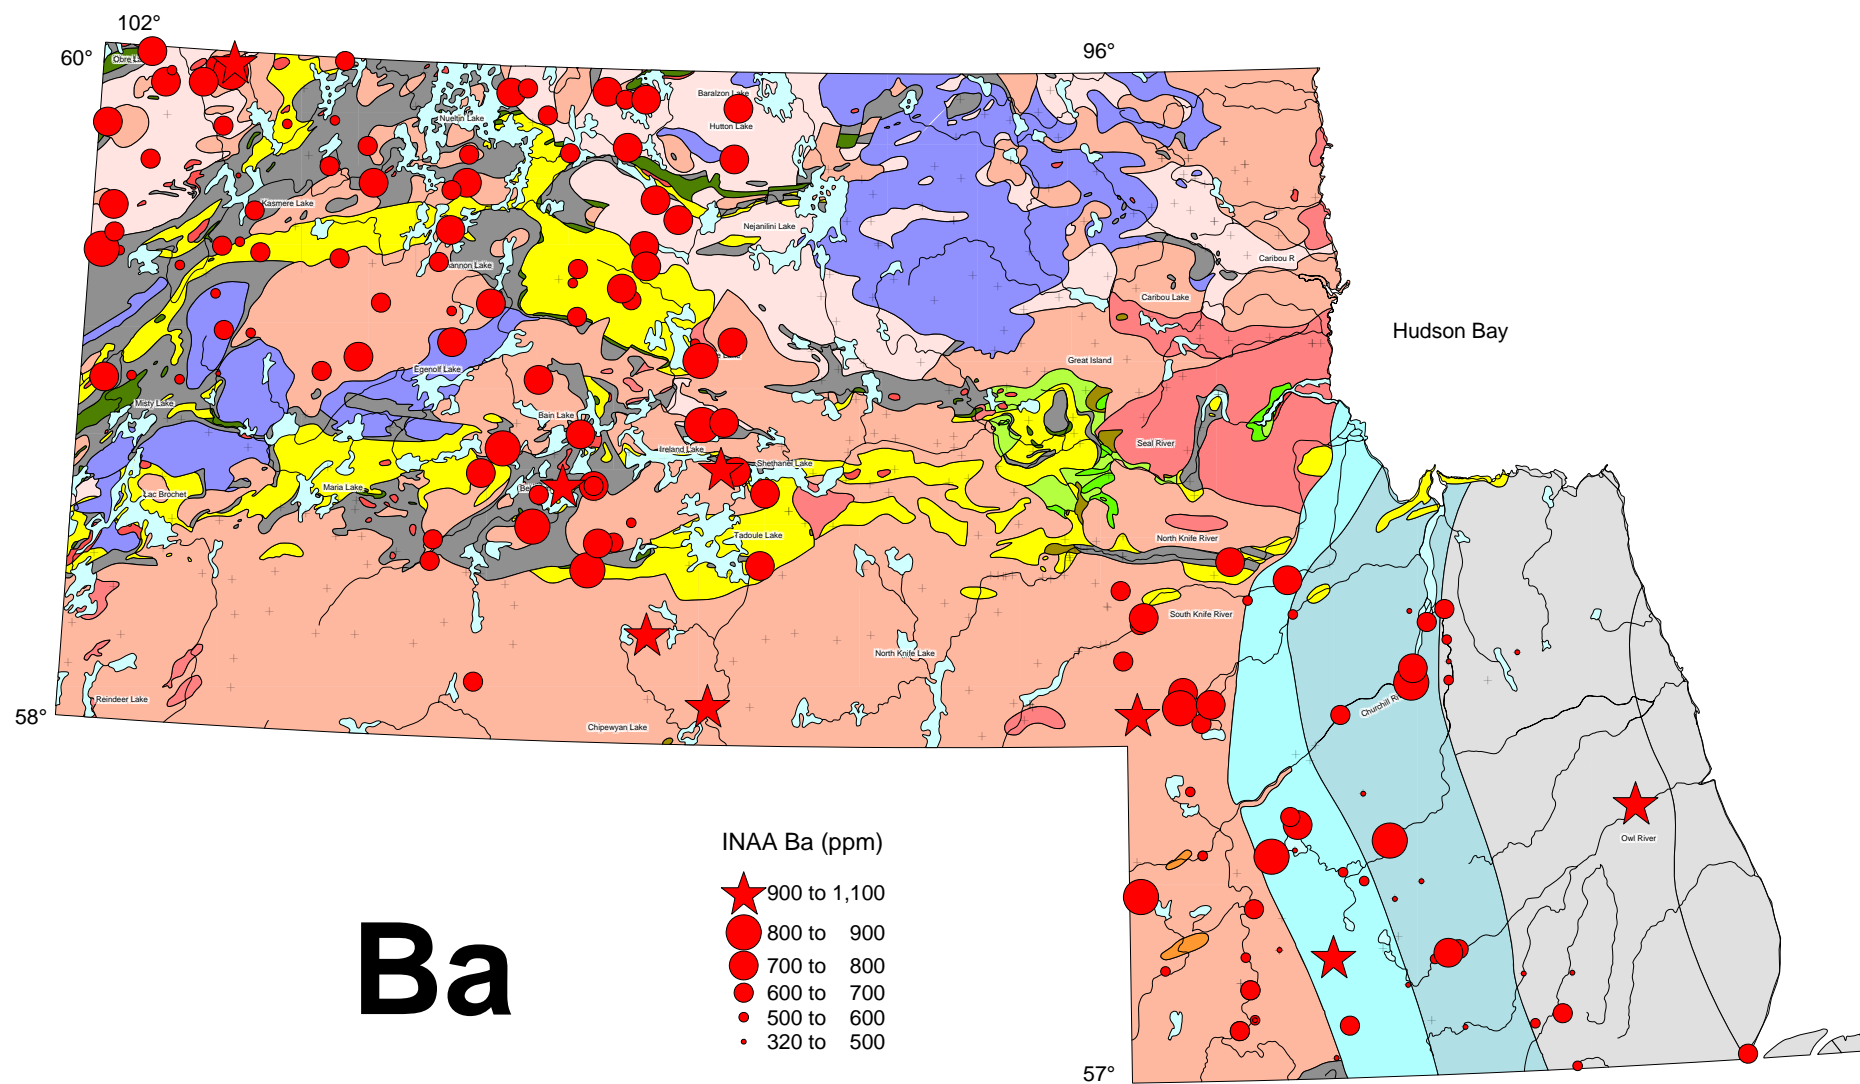 102°
60°
96°
Baralzon Lake
Nueltin Lake
Hutton Lake
Kasmere Lake
Nejanilini Lake
Caribou R
Caribou Lake
Hudson Bay
Great Island
Egenolf Lake
Misty Lake
Bain Lake
Seal River
Ireland Lake
Shethanei Lake
Maria Lake
Lac Brochet
Tadoule Lake
North Knife River
South Knife River
North Knife Lake
Reindeer Lake
Churchill
58°
Chipewyan Lake
Owl River
INAA Ba (ppm)
900 to 1,100
800 to 900
700 to 800
600 to 700
500 to 600
320 to 500
Ba
57°